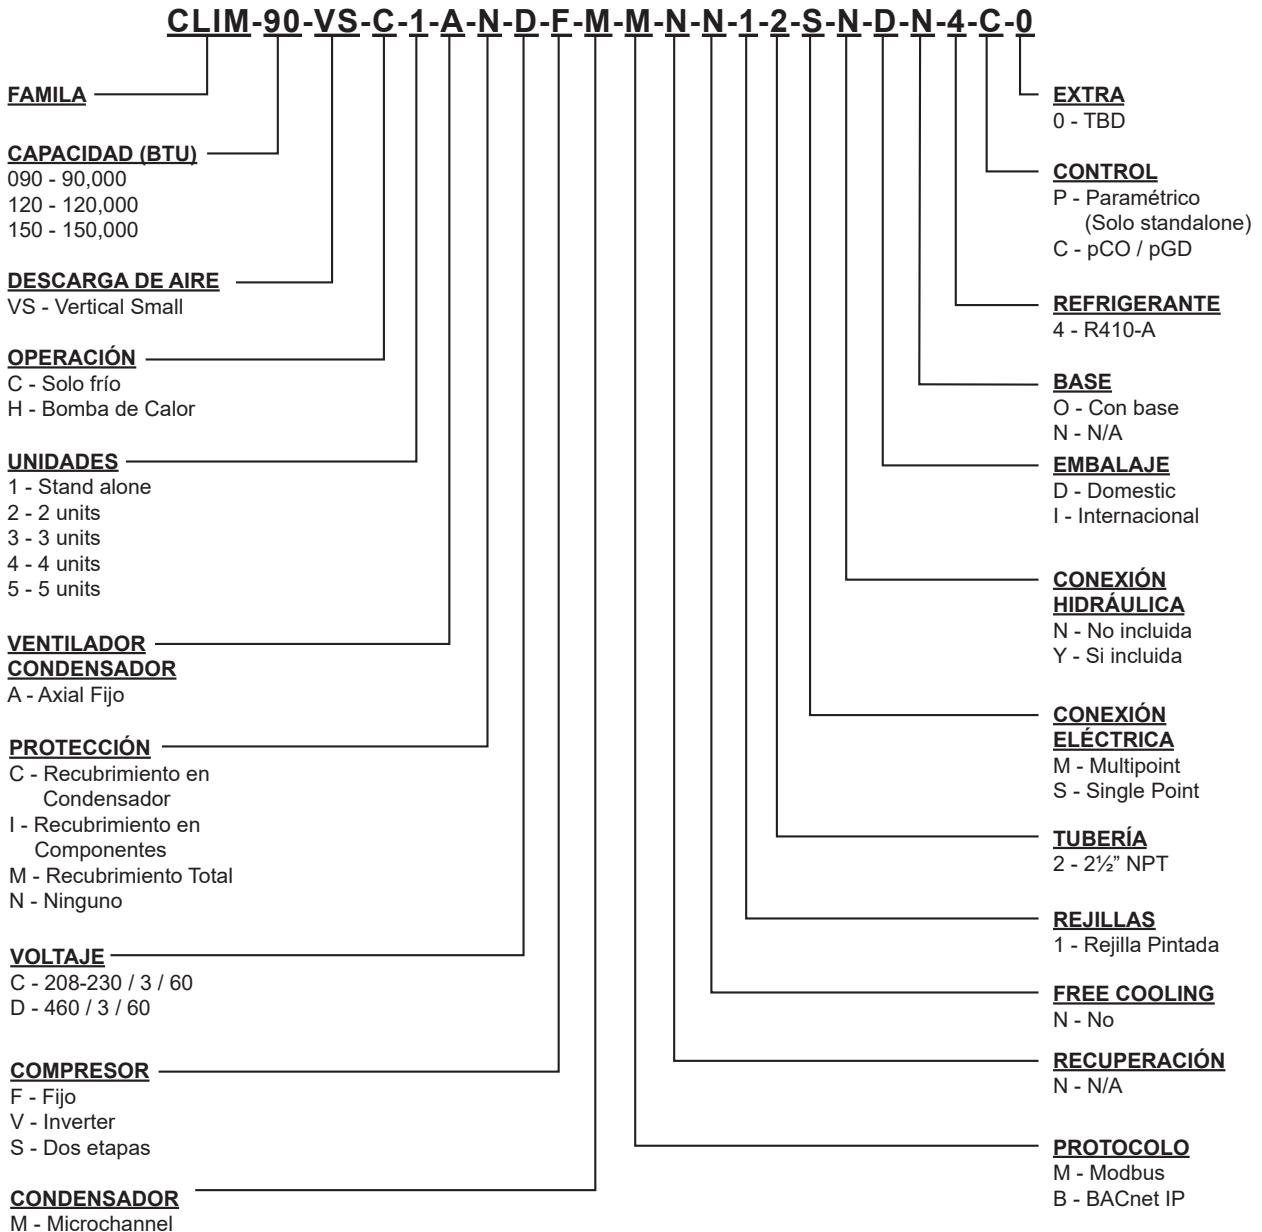 CLIM-90-VS-C-1-A-N-D-F-M-M-N-N-1-2-S-N-D-N-4-C-0
FAMILA
CAPACIDAD (BTU)
090 - 90,000
120 - 120,000
150 - 150,000
DESCARGA DE AIRE
VS - Vertical Small
OPERACIÓN
C - Solo frío
H - Bomba de Calor
UNIDADES
1 - Stand alone
2 - 2 units
3 - 3 units
4 - 4 units
5 - 5 units
VENTILADOR
CONDENSADOR
A - Axial Fijo
PROTECCIÓN
C - Recubrimiento en
Condensador
I - Recubrimiento en
Componentes
M - Recubrimiento Total
N - Ninguno
VOLTAJE
C - 208-230 / 3 / 60
D - 460 / 3 / 60
COMPRESOR
F - Fijo
V - Inverter
S - Dos etapas
CONDENSADOR
M - Microchannel
EXTRA
0 - TBD
CONTROL
P - Paramétrico
(Solo standalone)
C - pCO / pGD
REFRIGERANTE
4 - R410-A
BASE
O - Con base
N - N/A
EMBALAJE
D - Domestic
I - Internacional
CONEXIÓN
HIDRÁULICA
N - No incluida
Y - Si incluida
CONEXIÓN
ELÉCTRICA
M - Multipoint
S - Single Point
TUBERÍA
2 - 2½” NPT
REJILLAS
1 - Rejilla Pintada
FREE COOLING
N - No
RECUPERACIÓN
N - N/A
PROTOCOLO
M - Modbus
B - BACnet IP